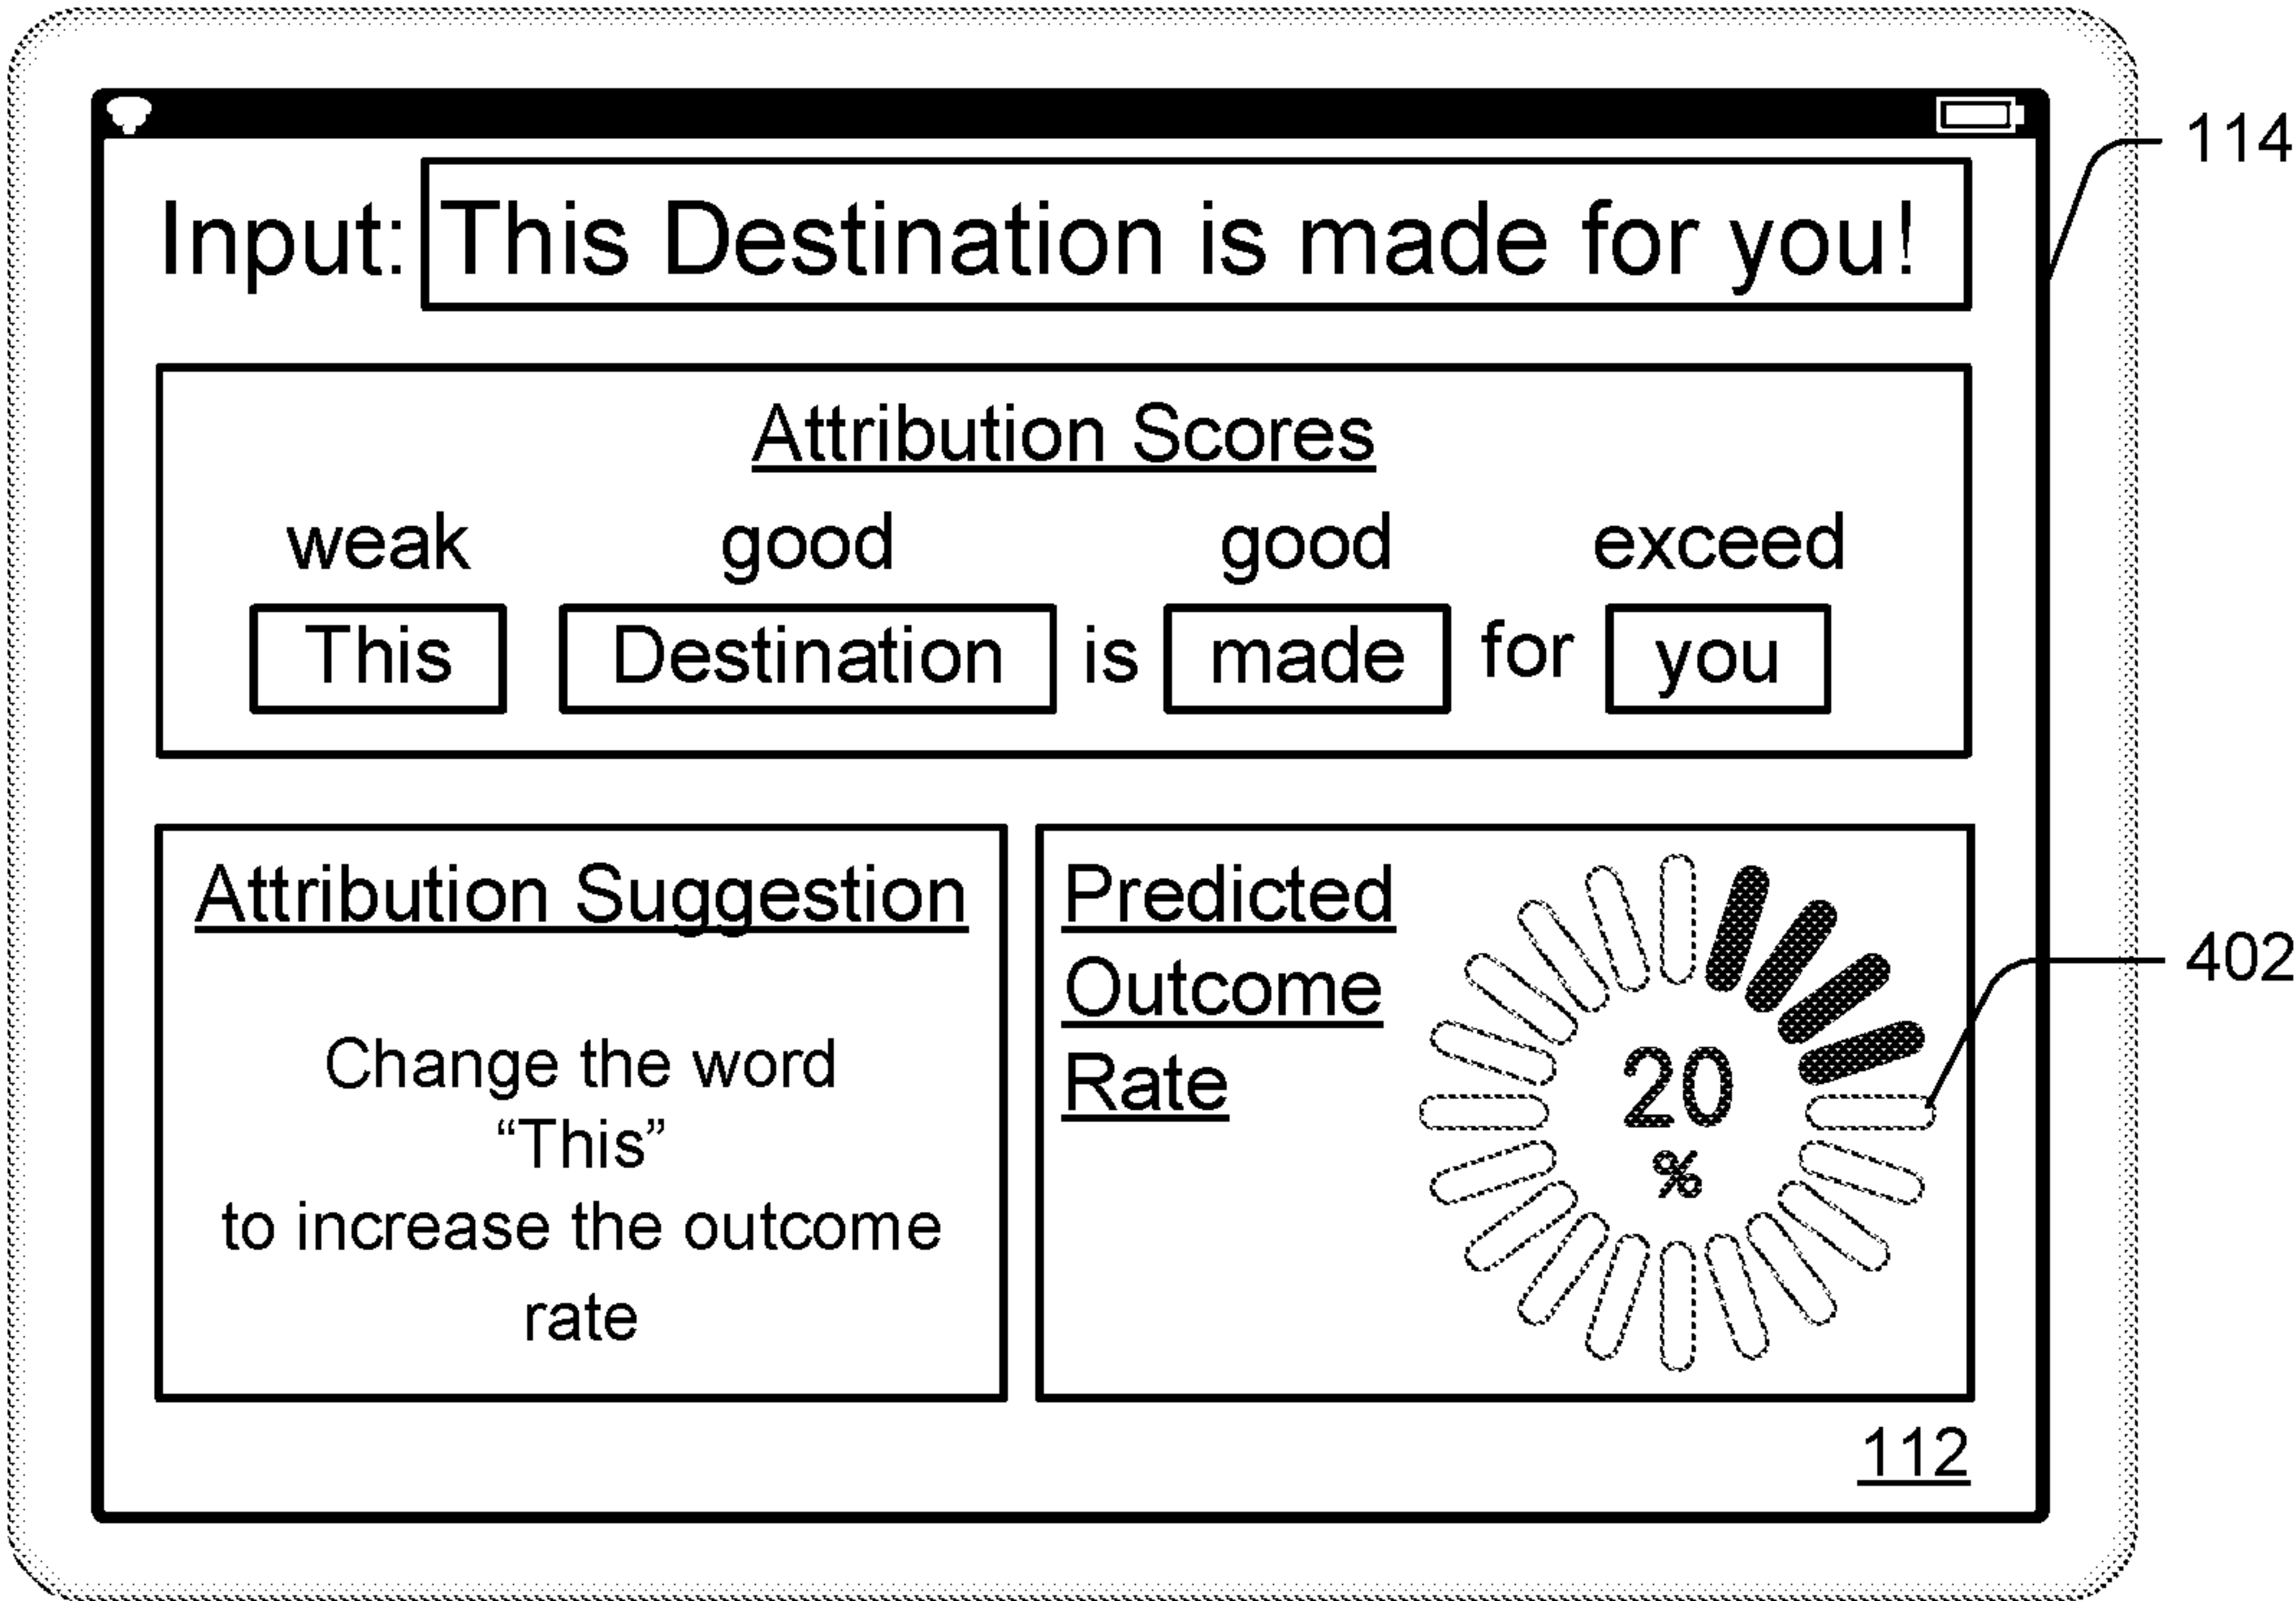 114
Input: This Destination is made for you!
Attribution Scores
weak good good exceed
This Destination is made for you
Attribution Suggestion
Change the word
“This”
to increase the outcome
rate
Predicted
Outcome
Rate
20
%
402
112